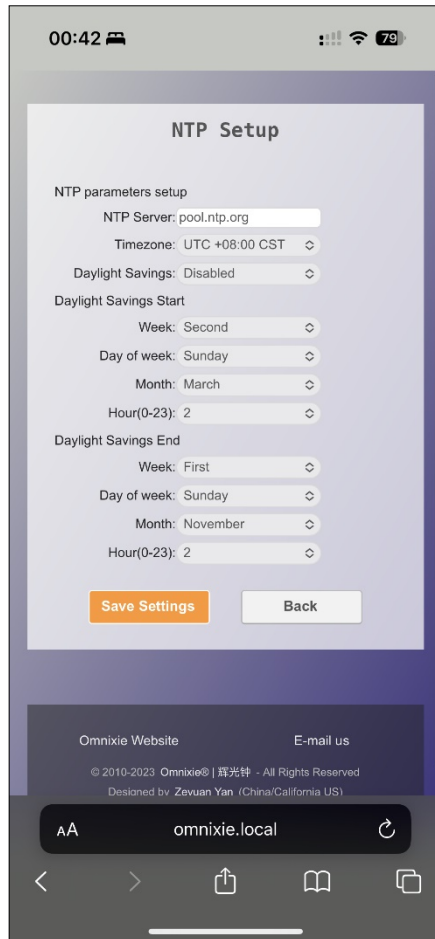 00:42
79
NTP Setup
NTP parameters setup
NTP Server: pool.ntp.org
Timezone: UTC +08:00 CST
Daylight Savings: Disabled
Daylight Savings Start
Week: Second
Day of week: Sunday
Month: March
Hour(0-23): 2
Daylight Savings End
Week: First
Day of week: Sunday
Month: November
Hour(0-23): 2
Save Settings Back
Omnixie Website E-mail us
© 2010-2023 Omnixie® | 辉光钟 - All Rights Reserved
Designed by Zeyuan Yan (China/California US)
AA omnixie.local